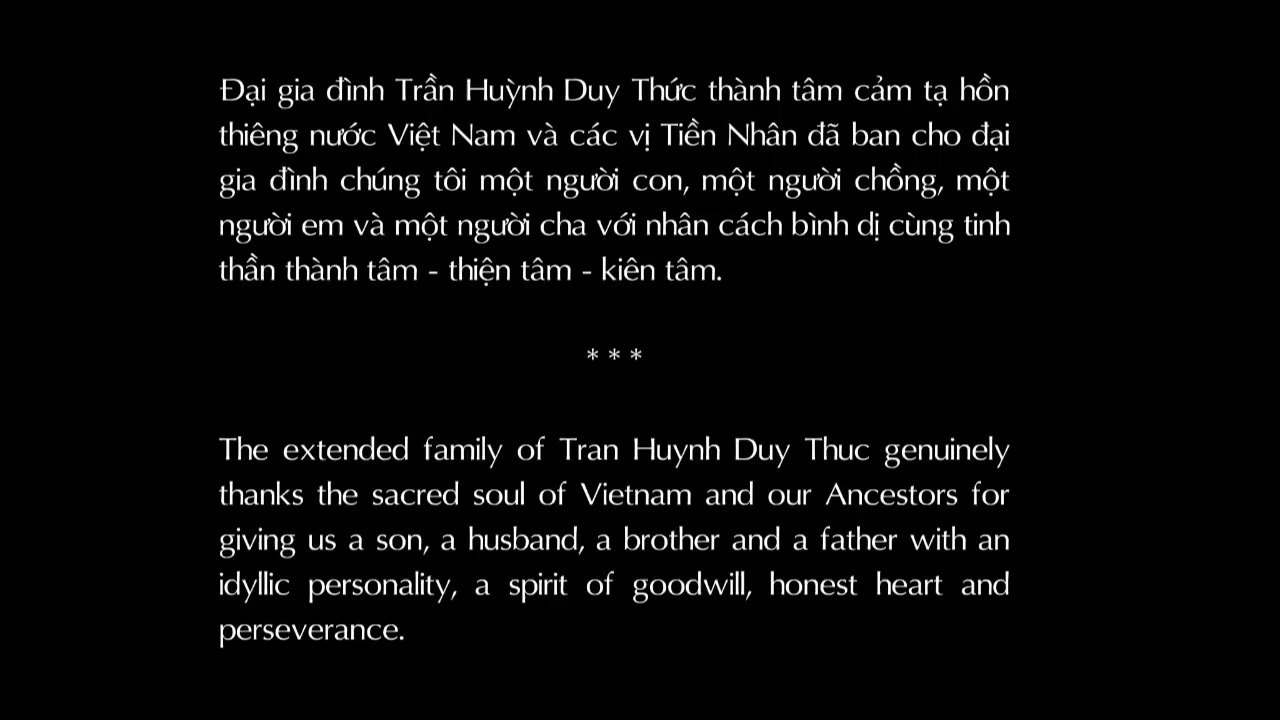 Đại gia đình Trần Huỳnh Duy Thức thành tâm cảm tạ hồn
thiêng nước Việt Nam và các vị Tiền Nhân đã ban cho đại
gia đình chúng tôi một người con, một người chồng, một
người em và một người cha với nhân cách bình dị cùng tinh
thần thành tâm - thiện tâm - kiên tâm.
* * *
The extended family of Tran Huynh Duy Thuc genuinely
thanks the sacred soul of Vietnam and our Ancestors for
giving us a son, a husband, a brother and a father with an
idyllic personality, a spirit of goodwill, honest heart and
perseverance.